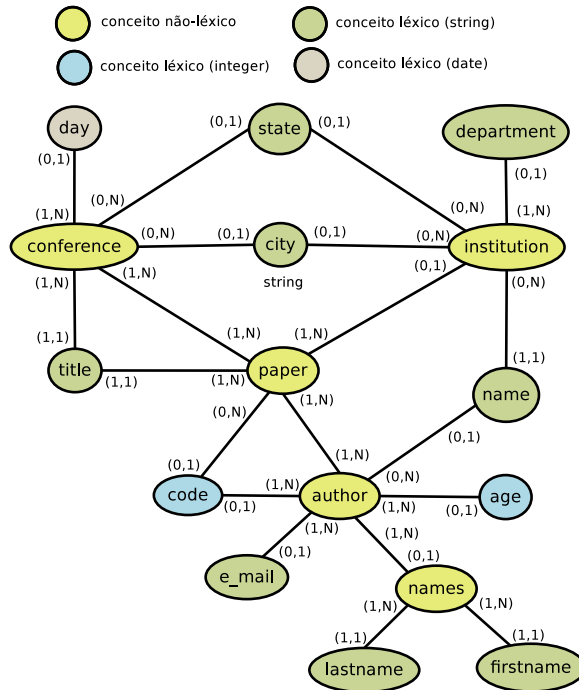 conceito não-léxico
conceito léxico (string)
conceito léxico (integer)
conceito léxico (date)
day
(0,1)
state
(0,1)
department
(0,1)
(0,1)
(1,N)
(0,N)
(0,N)
(1,N)
conference
(0,N)
(0,1)
city
(0,1)
(0,N)
institution
(1,N)
(1,N)
string
(0,1)
(0,N)
(1,1)
(1,N)
(1,N)
(1,1)
title
(1,1)
(1,N)
paper
(1,N)
name
(0,N)
(0,1)
(0,1)
(1,N)
(0,N)
code
(0,1)
(1,N)
author
(1,N)
(0,1)
age
(1,N)
(1,N)
(0,1)
(0,1)
e_mail
names
(1,N)
(1,N)
(1,1)
(1,1)
lastname
firstname